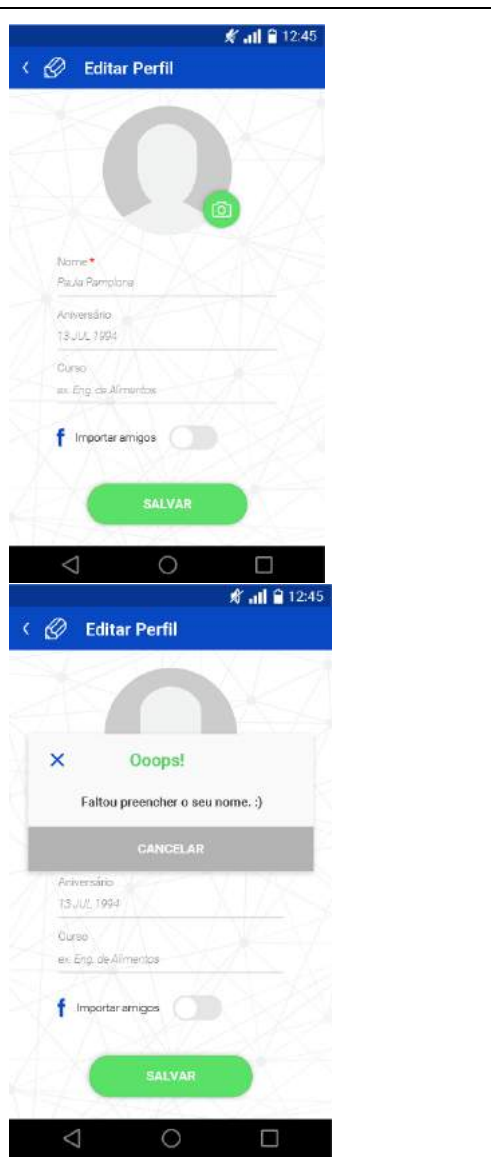 12:45
Editar Perfil
Nome *
Paula Pamplona
Aniversário
13 JUL 1994
Curso
ex. Eng. de Alimentos
f Importar amigos
SALVAR
12:45
Editar Perfil
Ooops!
Faltou preencher o seu nome. :)
CANCELAR
Aniversário
13 JUL 1994
Curso
ex. Eng. de Alimentos
f Importar amigos
SALVAR